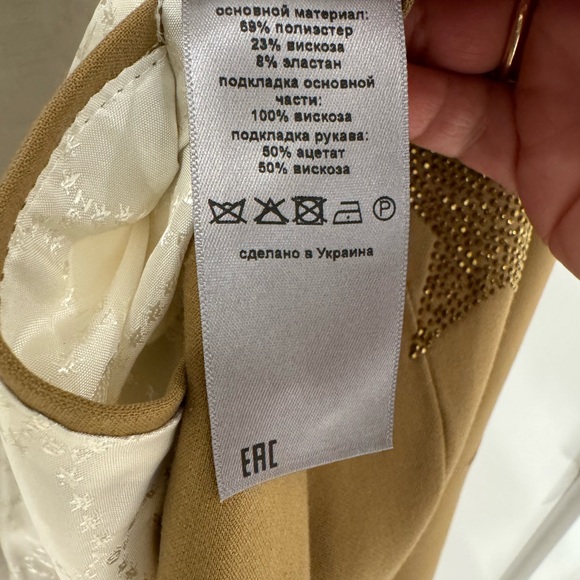 основной материал:
69% полиэстер
23% вискоза
8% эластан
подкладка основной
части:
100% вискоза
подкладка рукава:
50% ацетат
50% вискоза
P
сделано в Украина
EAC